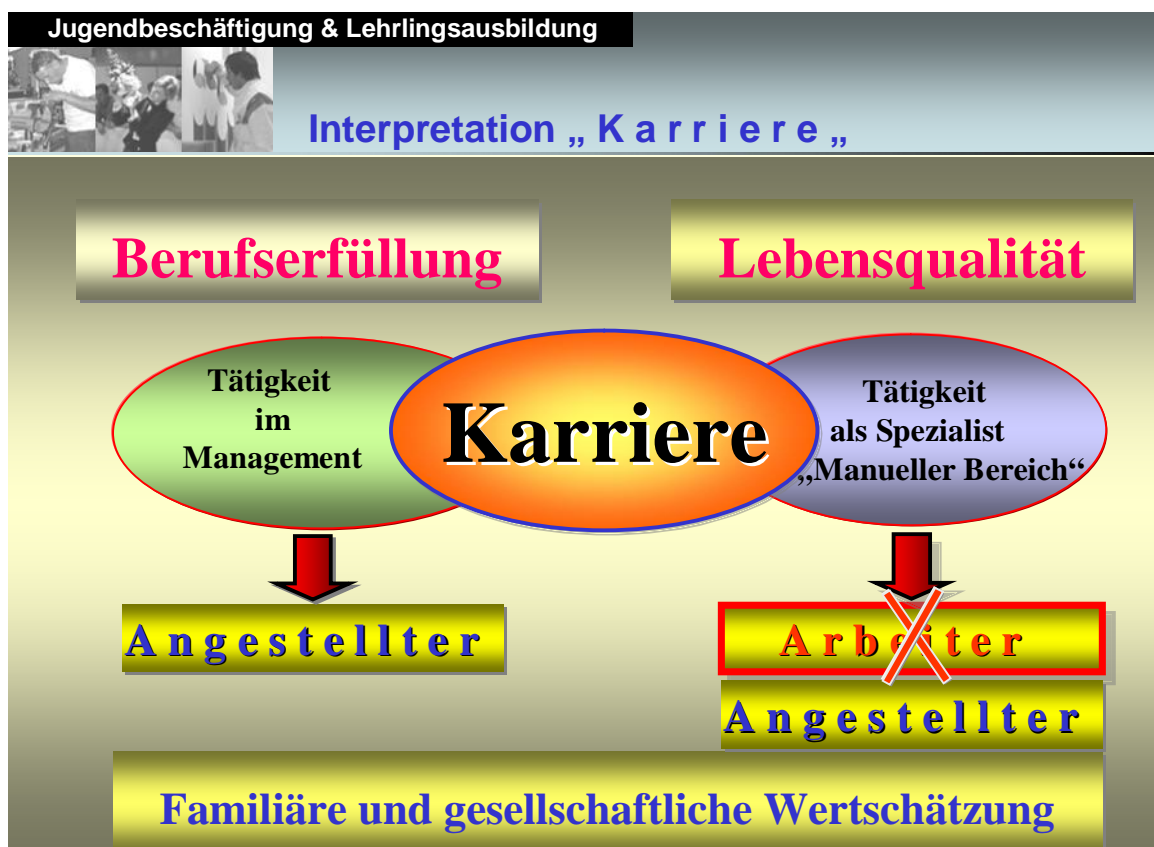 Jugendbeschäftigung & Lehrlingsausbildung
Interpretation „ K a r r i e r e „
Berufserfüllung
Lebensqualität
Tätigkeit
im
Management
Karriere
Tätigkeit
als Spezialist
„Manueller Bereich“
A n g e s t e l l t e r
A r b e i t e r
A n g e s t e l l t e r
Familiäre und gesellschaftliche Wertschätzung